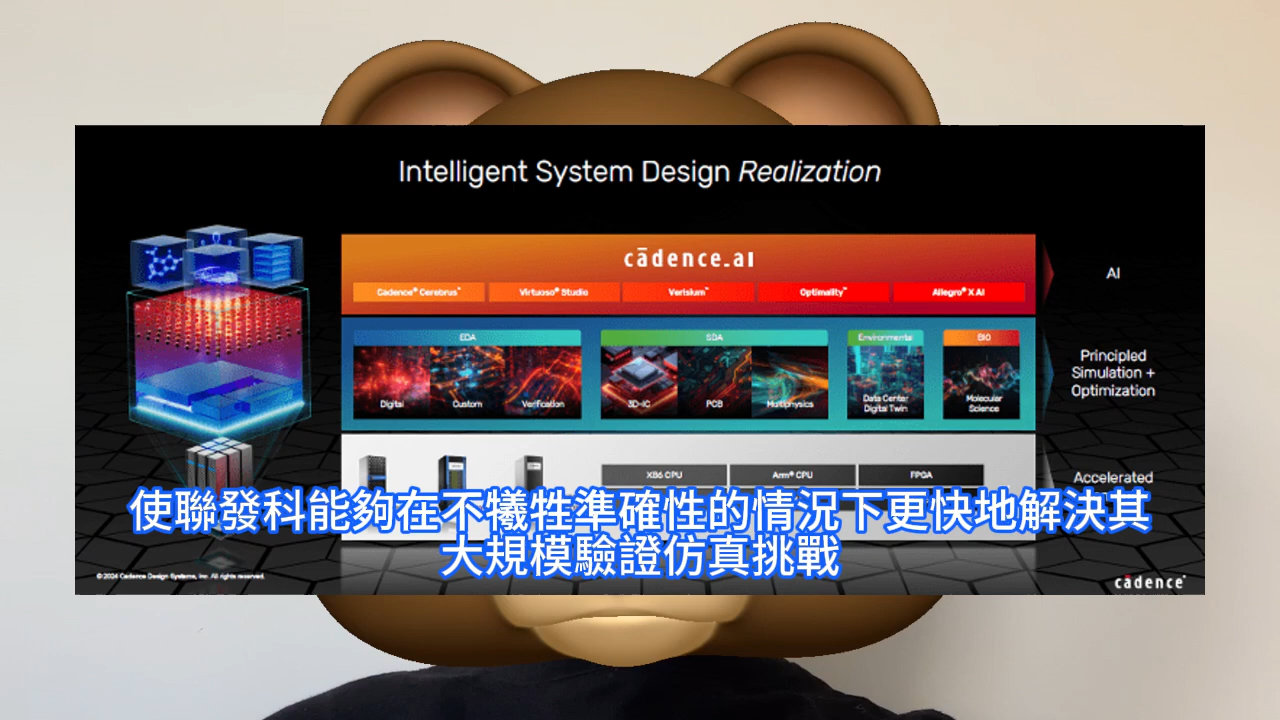 Intelligent System Design Realization
cādence.aI
Cadence® Cerebrus™
Virtuoso® Studio
Verisium™
Optimality™
Allegro® X AI
AI
EDA
SDA
Environmental
BIO
Digital
Custom
Verification
3D-IC
PCB
Multiphysics
Data Center
Digital Twin
Molecular
Science
Principled
Simulation +
Optimization
X86 CPU
Arm® CPU
FPGA
Accelerated
使聯發科能夠在不犧牲準確性的情況下更快地解決其
大規模驗證仿真挑戰
© 2024 Cadence Design Systems, Inc. All rights reserved.
cādence®